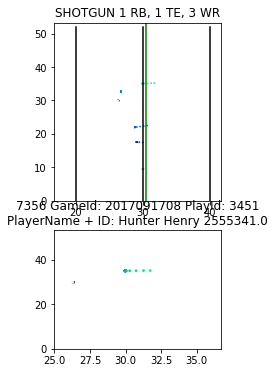 SHOTGUN 1 RB, 1 TE, 3 WR
50
40
30
20
10
0
20 30 40
7356 GameId: 2017091708 PlayId: 3451
PlayerName + ID: Hunter Henry 2555341.0
40
20
0
25.0 27.5 30.0 32.5 35.0